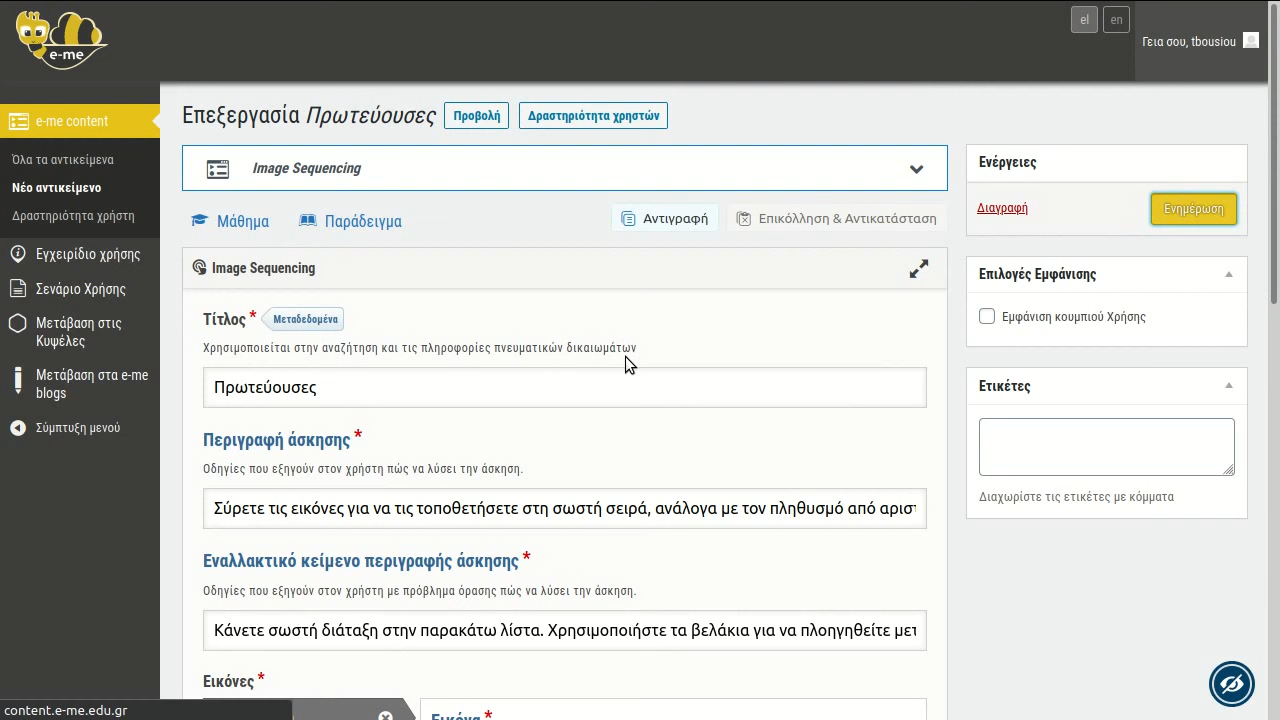 el en
Γεια σου, tbousiou
e-me
e-me content
Όλα τα αντικείμενα
Νέο αντικείμενο
Δραστηριότητα χρήστη
Εγχειρίδιο χρήσης
Σενάριο Χρήσης
Μετάβαση στις
Κυψέλες
Μετάβαση στα e-me
blogs
Σύμπτυξη μενού
Επεξεργασία Πρωτεύουσες Προβολή Δραστηριότητα χρηστών
Image Sequencing
Μάθημα Παράδειγμα Αντιγραφή Επικόλληση & Αντικατάσταση
Image Sequencing
Τίτλος * Μεταδεδομένα
Χρησιμοποιείται στην αναζήτηση και τις πληροφορίες πνευματικών δικαιωμάτων
Πρωτεύουσες
Περιγραφή άσκησης *
Οδηγίες που εξηγούν στον χρήστη πώς να λύσει την άσκηση.
Σύρετε τις εικόνες για να τις τοποθετήσετε στη σωστή σειρά, ανάλογα με τον πληθυσμό από αριστ
Εναλλακτικό κείμενο περιγραφής άσκησης *
Οδηγίες που εξηγούν στον χρήστη με πρόβλημα όρασης πώς να λύσει την άσκηση.
Κάνετε σωστή διάταξη στην παρακάτω λίστα. Χρησιμοποιήστε τα βελάκια για να πλοηγηθείτε μετ
Εικόνες *
Εικόνα *
Ενέργειες
Διαγραφή Ενημέρωση
Επιλογές Εμφάνισης
Εμφάνιση κουμπιού Χρήσης
Ετικέτες
Διαχωρίστε τις ετικέτες με κόμματα
content.e-me.edu.gr